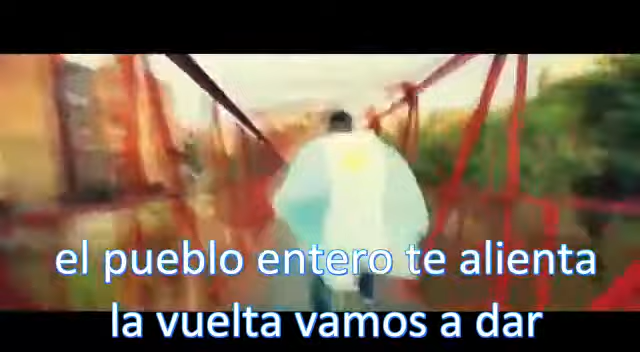 el pueblo entero te alienta
la vuelta vamos a dar